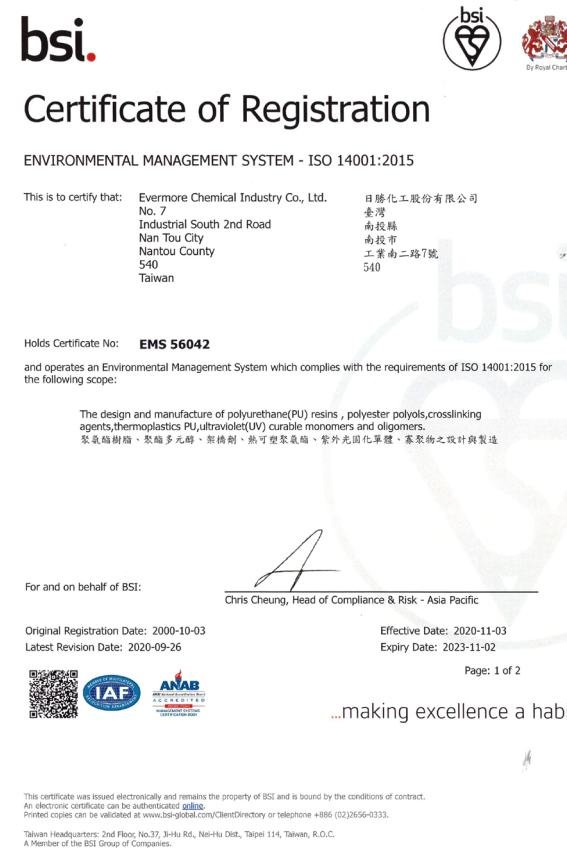 bsi.
bsi
By Royal Chart
Certificate of Registration
ENVIRONMENTAL MANAGEMENT SYSTEM - ISO 14001:2015
This is to certify that:
Evermore Chemical Industry Co., Ltd.
No. 7
Industrial South 2nd Road
Nan Tou City
Nantou County
540
Taiwan
日勝化工股份有限公司
臺灣
南投縣
南投市
工業南二路7號
540
Holds Certificate No: EMS 56042
and operates an Environmental Management System which complies with the requirements of ISO 14001:2015 for
the following scope:
The design and manufacture of polyurethane(PU) resins , polyester polyols,crosslinking
agents,thermoplastics PU,ultraviolet(UV) curable monomers and oligomers.
聚氨酯樹脂、聚酯多元醇、架橋劑、熱可塑聚氨酯、紫外光固化單體、寡聚物之設計與製造
For and on behalf of BSI:
Chris Cheung, Head of Compliance & Risk - Asia Pacific
Original Registration Date: 2000-10-03
Effective Date: 2020-11-03
Latest Revision Date: 2020-09-26
Expiry Date: 2023-11-02
Page: 1 of 2
IAF
ANAB
ACCREDITED
MANAGEMENT SYSTEMS
CERTIFICATION BODY
...making excellence a hab
This certificate was issued electronically and remains the property of BSI and is bound by the conditions of contract.
An electronic certificate can be authenticated online.
Printed copies can be validated at www.bsi-global.com/ClientDirectory or telephone +886 (02)2656-0333.
Taiwan Headquarters: 2nd Floor, No.37, Ji-Hu Rd., Nei-Hu Dist., Taipei 114, Taiwan, R.O.C.
A Member of the BSI Group of Companies.